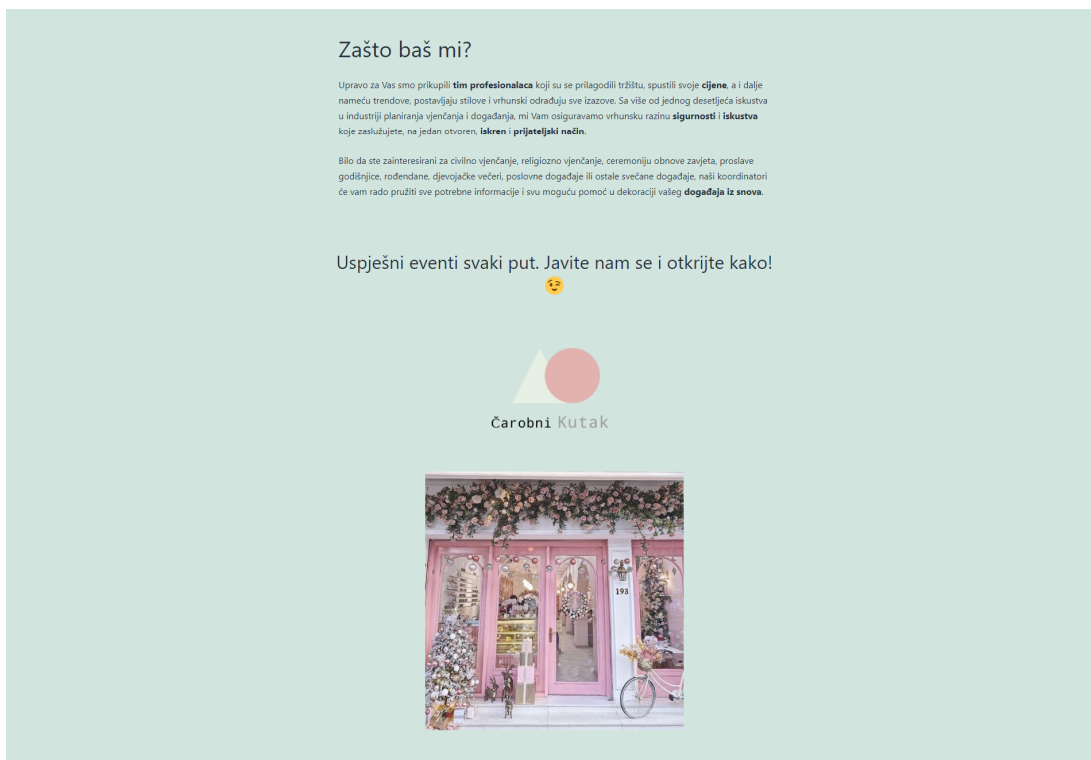 Zašto baš mi?
Upravo za Vas smo prikupili tim profesionalaca koji su se prilagodili tržištu, spustili svoje cijene, a i dalje
nameću trendove, postavljaju stilove i vrhunski odrađuju sve izazove. Sa više od jednog desetljeća iskustva
u industriji planiranja vjenčanja i događanja, mi Vam osiguravamo vrhunsku razinu sigurnosti i iskustva
koje zaslužujete, na jedan otvoren, iskren i prijateljski način.
Bilo da ste zainteresirani za civilno vjenčanje, religiozno vjenčanje, ceremoniju obnove zavjeta, proslave
godišnjice, rođendane, djevojačke večeri, poslovne događaje ili ostale svečane događaje, naši koordinatori
će vam rado pružiti sve potrebne informacije i svu moguću pomoć u dekoraciji vašeg događaja iz snova.
Uspješni eventi svaki put. Javite nam se i otkrijte kako!
😉
Čarobni Kutak
193